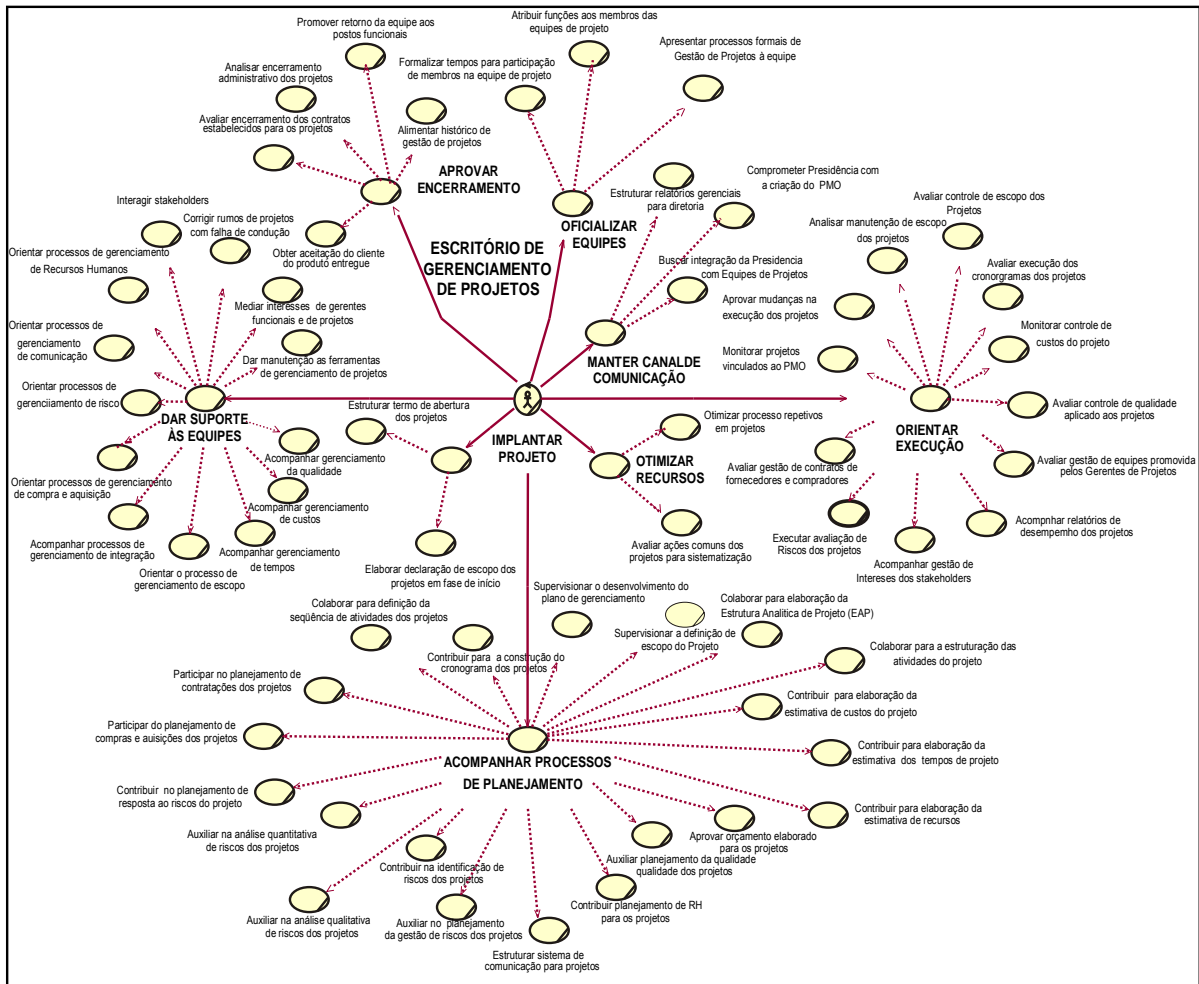 Promover retorno da equipe aos
postos funcionais
Analisar encerramento
administrativo dos projetos
Avaliar encerramento dos contratos
estabelecidos para os projetos
Alimentar histórico de
gestão de projetos
APROVAR
ENCERRAMENTO
Obter aceitação do cliente
do produto entregue
Atribuir funções aos membros das
equipes de projeto
Formalizar tempos para participação
de membros na equipe de projeto
Apresentar processos formais de
Gestão de Projetos à equipe
OFICIALIZAR
EQUIPES
ESCRITÓRIO DE
GERENCIAMENTO
DE PROJETOS
Estruturar relatórios gerenciais
para diretoria
Comprometer Presidência com
a criação do PMO
Buscar integração da Presidencia
com Equipes de Projetos
MANTER CANALDE
COMUNICAÇÃO
Interagir stakeholders
Corrigir rumos de projetos
com falha de condução
Orientar processos de gerenciamento
de Recursos Humanos
Mediar interesses de gerentes
funcionais e de projetos
Orientar processos de
gerenciamento
de comunicação
Dar manutenção as ferramentas
de gerenciamento de projetos
Orientar processos de
gerenciiamento de risco
DAR SUPORTE
ÀS EQUIPES
Acompanhar gerenciamento
da qualidade
Orientar processos de gerenciamento
de compra e aquisição
Acompanhar gerenciamento
de custos
Acompanhar processos de
gerenciamento de integração
Acompanhar gerenciamento
de tempos
Orientar o processo de
gerenciamento de escopo
Avaliar controle de escopo dos
Projetos
Analisar manutenção de escopo
dos projetos
Avaliar execução dos
cronogramas dos projetos
Aprovar mudanças na
execução dos projetos
Monitorar controle de
custos do projeto
Monitorar projetos
vinculados ao PMO
Avaliar controle de qualidade
aplicado aos projetos
ORIENTAR
EXECUÇÃO
Avaliar gestão de contratos de
fornecedores e compradores
Avaliar gestão de equipes promovida
pelos Gerentes de Projetos
Executar avaliação de
Riscos dos projetos
Acompnhar relatórios de
desempemho dos projetos
Acompanhar gestão de
Intereses dos stakeholders
Estruturar termo de abertura
dos projetos
IMPLANTAR
PROJETO
Elaborar declaração de escopo dos
projetos em fase de início
Otimizar processo repetivos
em projetos
OTIMIZAR
RECURSOS
Avaliar ações comuns dos
projetos para sistematização
Supervisionar o desenvolvimento do
plano de gerenciamento
Colaborar para definição da
seqüência de atividades dos projetos
Contribuir para a construção do
cronograma dos projetos
Supervisionar a definição de
escopo do Projeto
Colaborar para elaboração da
Estrutura Analitica de Projeto (EAP)
Colaborar para a estruturação das
atividades do projeto
Participar no planejamento de
contratações dos projetos
Contribuir para elaboração da
estimativa de custos do projeto
Participar do planejamento de
compras e auisições dos projetos
Contribuir para elaboração da
estimativa dos tempos de projeto
ACOMPANHAR PROCESSOS
DE PLANEJAMENTO
Contribuir no planejamento de
resposta ao riscos do projeto
Contribuir para elaboração da
estimativa de recursos
Auxiliar na análise quantitativa
de riscos dos projetos
Aprovar orçamento elaborado
para os projetos
Contribuir na identificação de
riscos dos projetos
Auxiliar planejamento da qualidade
qualidade dos projetos
Auxiliar na análise qualitativa
de riscos dos projetos
Auxiliar no planejamento
da gestão de riscos dos projetos
Contribuir planejamento de RH
para os projetos
Estruturar sistema de
comunicação para projetos